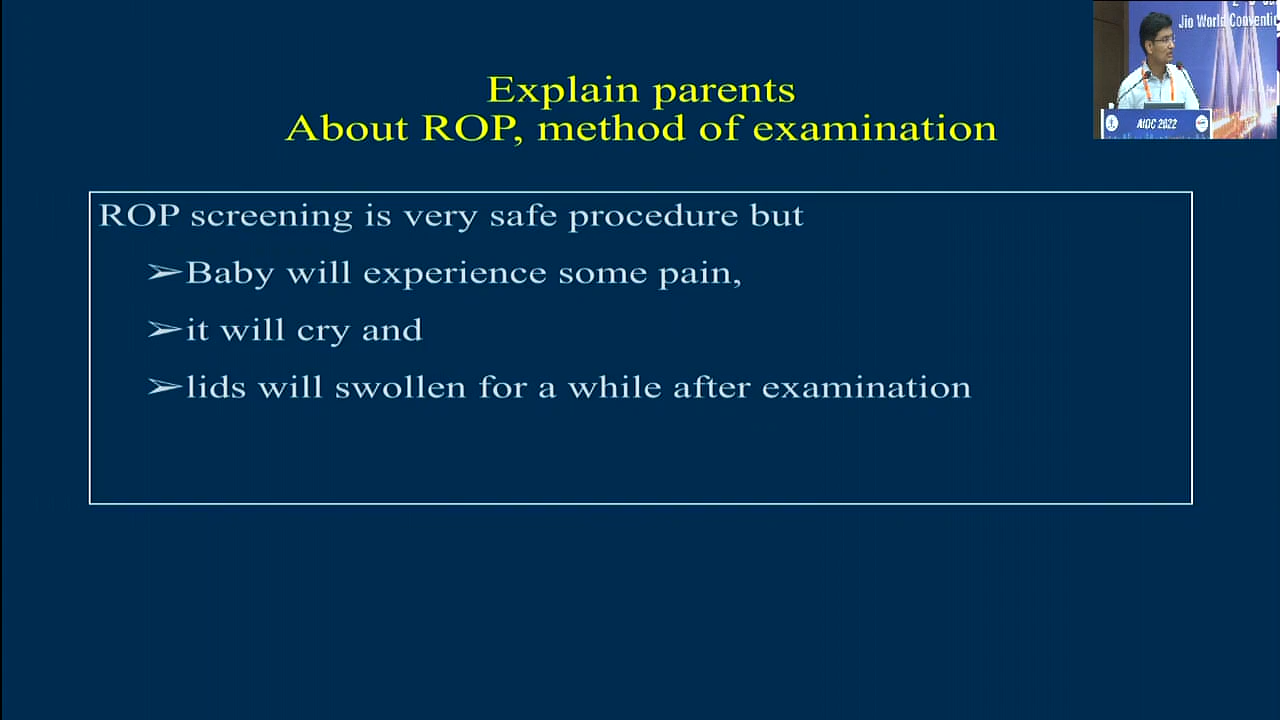 Explain parents
About ROP, method of examination
ROP screening is very safe procedure but
➢Baby will experience some pain,
➢it will cry and
➢lids will swollen for a while after examination
Jio World
AIOC 2022